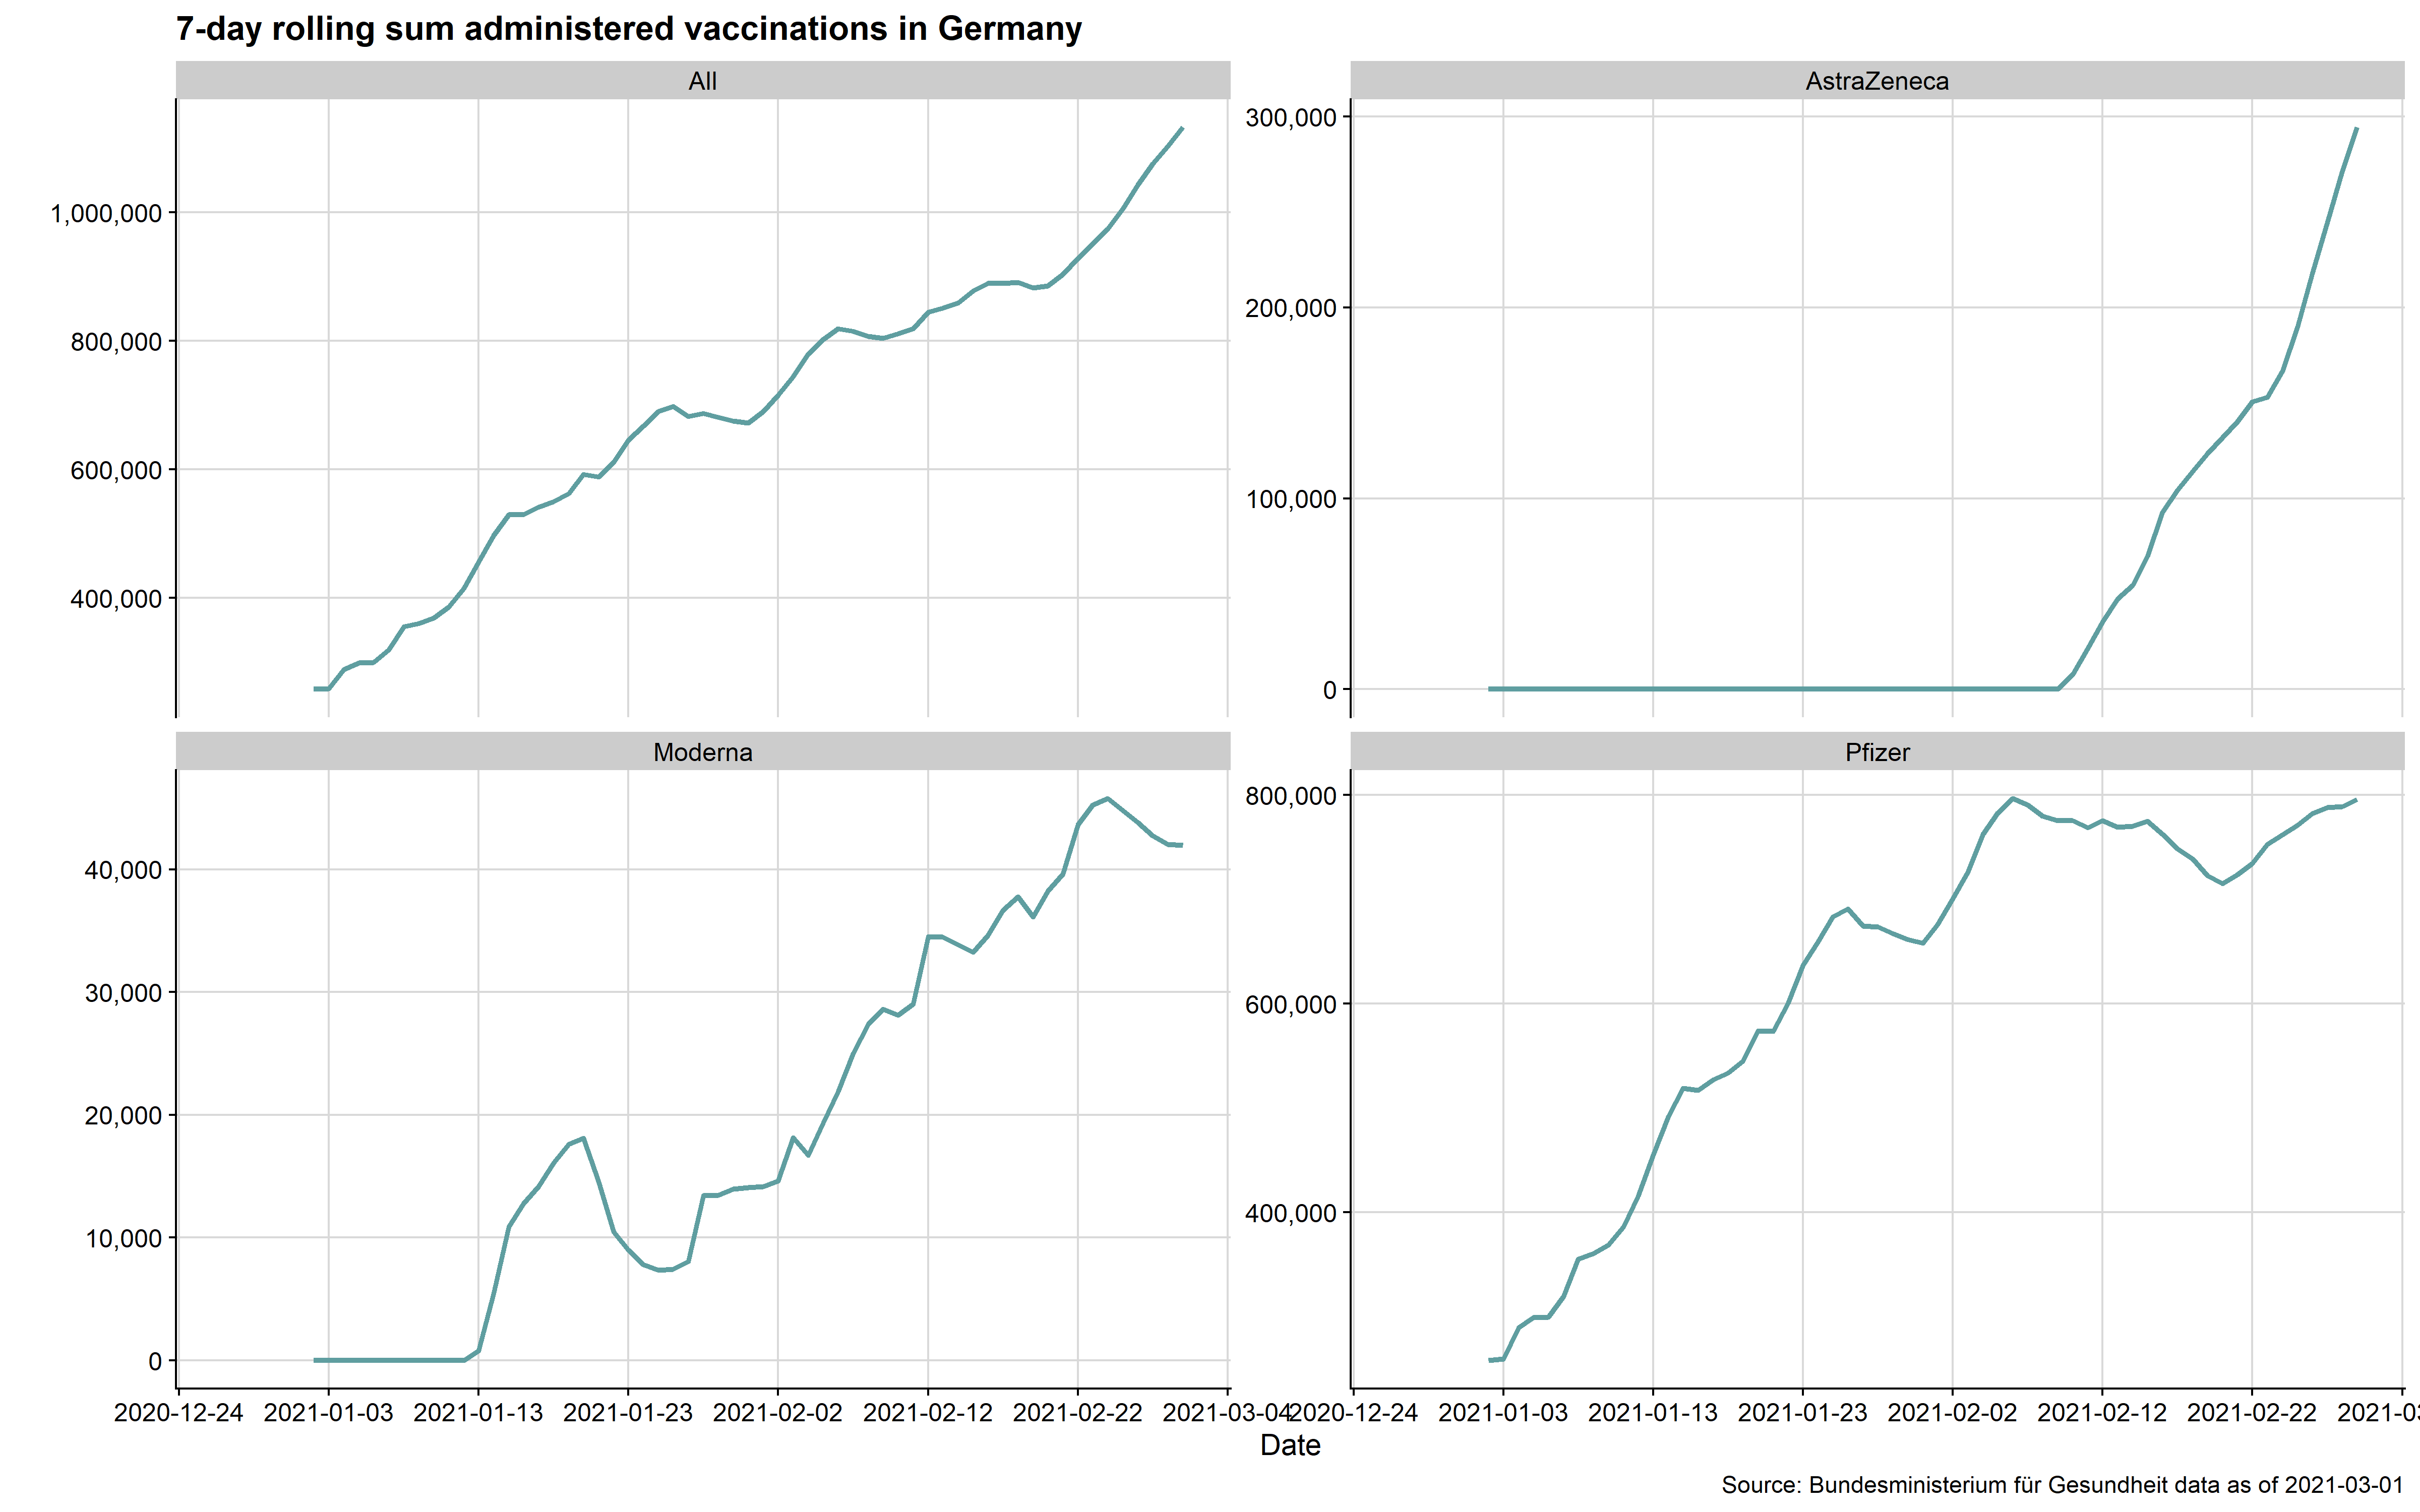 7-day rolling sum administered vaccinations in Germany
All
1,000,000
800,000
600,000
400,000
AstraZeneca
300,000
200,000
100,000
0
Moderna
40,000
30,000
20,000
10,000
0
2020-12-24 2021-01-03 2021-01-13 2021-01-23 2021-02-02 2021-02-12 2021-02-22 2021-03-04
Pfizer
800,000
600,000
400,000
2020-12-24 2021-01-03 2021-01-13 2021-01-23 2021-02-02 2021-02-12 2021-02-22
Date
Source: Bundesministerium für Gesundheit data as of 2021-03-01